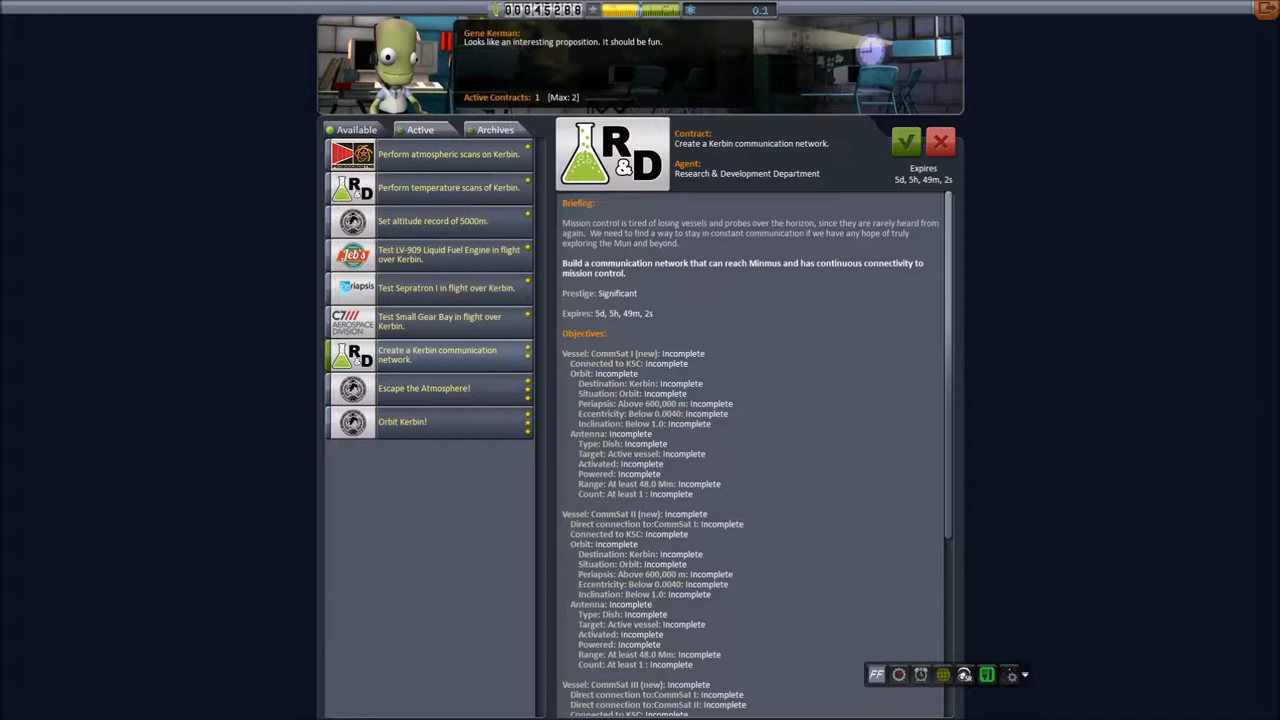 00045288
0.1
Gene Kerman:
Looks like an interesting proposition. It should be fun.
Active Contracts: 1 [Max: 2]
Available
Active
Archives
Perform atmospheric scans on Kerbin.
R&D
Perform temperature scans of Kerbin.
Set altitude record of 5000m.
Jeb's
Test LV-909 Liquid Fuel Engine in flight
over Kerbin.
eriapsis
Test Sepratron I in flight over Kerbin.
C7
AEROSPACE
DIVISION
Test Small Gear Bay in flight over
Kerbin.
R&D
Create a Kerbin communication
network.
Escape the Atmosphere!
Orbit Kerbin!
R&D
Contract:
Create a Kerbin communication network.
Agent:
Research & Development Department
Expires
5d, 5h, 49m, 2s
Briefing:
Mission control is tired of losing vessels and probes over the horizon, since they are rarely heard from
again. We need to find a way to stay in constant communication if we have any hope of truly
exploring the Mun and beyond.
Build a communication network that can reach Minmus and has continuous connectivity to
mission control.
Prestige: Significant
Expires: 5d, 5h, 49m, 2s
Objectives:
Vessel: CommSat I (new): Incomplete
Connected to KSC: Incomplete
Orbit: Incomplete
Destination: Kerbin: Incomplete
Situation: Orbit: Incomplete
Periapsis: Above 600,000 m: Incomplete
Eccentricity: Below 0.0040: Incomplete
Inclination: Below 1.0: Incomplete
Antenna: Incomplete
Type: Dish: Incomplete
Target: Active vessel: Incomplete
Activated: Incomplete
Powered: Incomplete
Range: At least 48.0 Mm: Incomplete
Count: At least 1 : Incomplete
Vessel: CommSat II (new): Incomplete
Direct connection to:CommSat I: Incomplete
Connected to KSC: Incomplete
Orbit: Incomplete
Destination: Kerbin: Incomplete
Situation: Orbit: Incomplete
Periapsis: Above 600,000 m: Incomplete
Eccentricity: Below 0.0040: Incomplete
Inclination: Below 1.0: Incomplete
Antenna: Incomplete
Type: Dish: Incomplete
Target: Active vessel: Incomplete
Activated: Incomplete
Powered: Incomplete
Range: At least 48.0 Mm: Incomplete
Count: At least 1 : Incomplete
Vessel: CommSat III (new): Incomplete
Direct connection to:CommSat I: Incomplete
Direct connection to:CommSat II: Incomplete
Connected to KSC: Incomplete
FF
SR